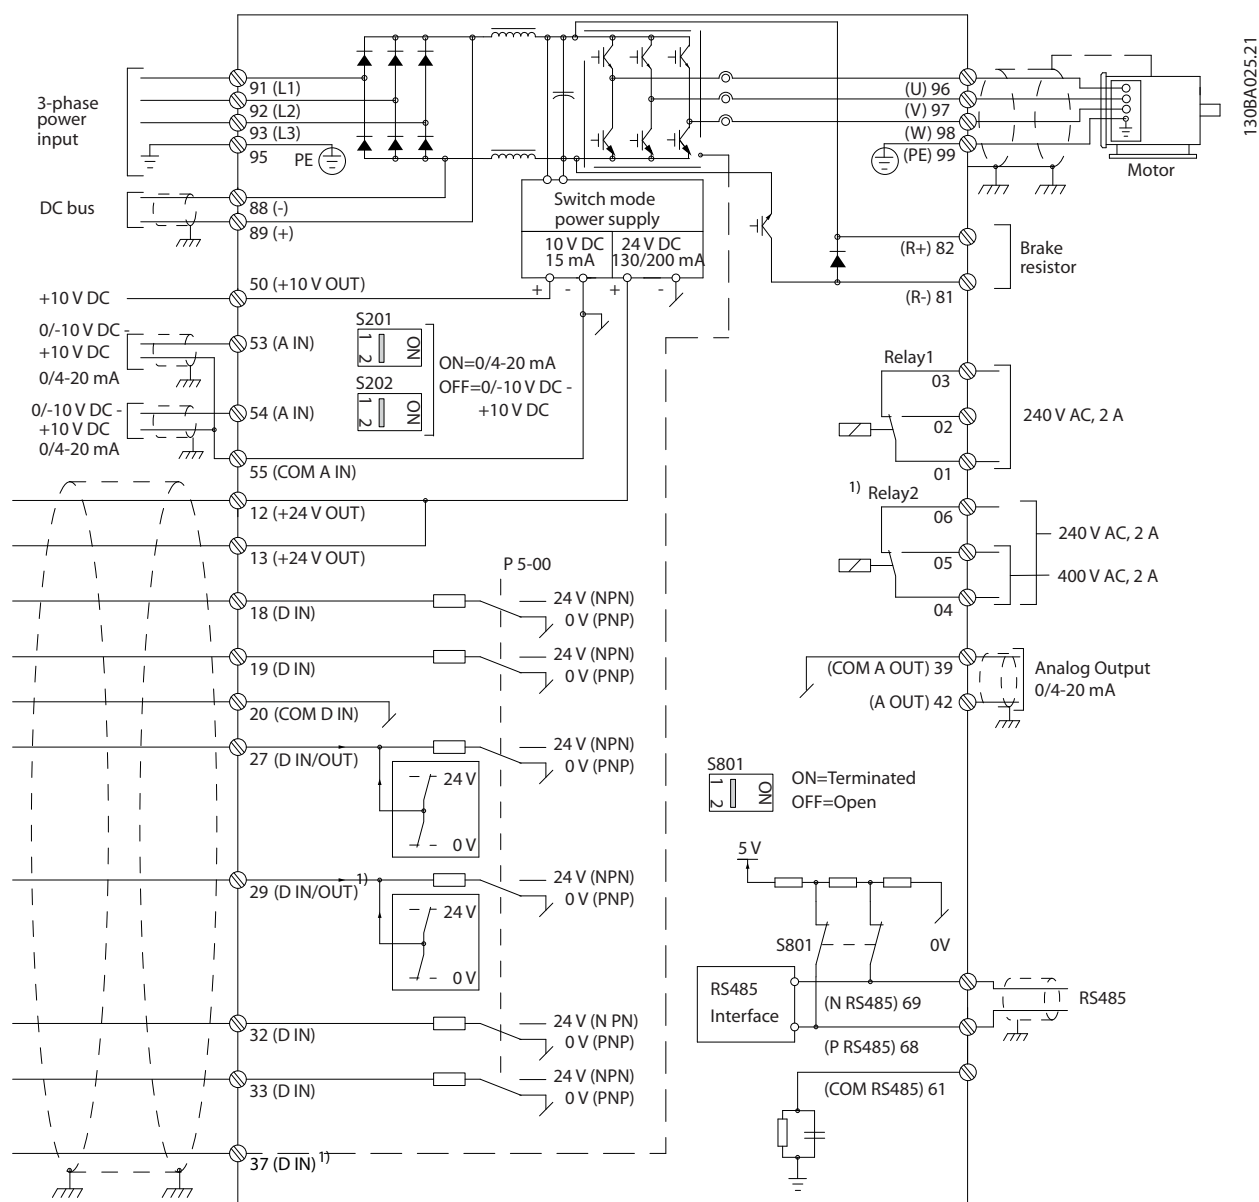 130BA025.21
3-phase
power
input
91 (L1)
92 (L2)
93 (L3)
95
PE
DC bus
88 (-)
89 (+)
+10 V DC
50 (+10 V OUT)
0/-10 V DC -
+10 V DC
0/4-20 mA
53 (A IN)
0/-10 V DC -
+10 V DC
0/4-20 mA
54 (A IN)
55 (COM A IN)
12 (+24 V OUT)
13 (+24 V OUT)
18 (D IN)
19 (D IN)
20 (COM D IN)
27 (D IN/OUT)
24 V
0 V
29 (D IN/OUT) 1)
24 V
0 V
32 (D IN)
33 (D IN)
37 (D IN) 1)
Switch mode
power supply
10 V DC
15 mA
24 V DC
130/200 mA
+ - + -
S201
1 2 ON
S202
1 2 ON
ON=0/4-20 mA
OFF=0/-10 V DC -
+10 V DC
P 5-00
24 V (NPN)
0 V (PNP)
24 V (NPN)
0 V (PNP)
24 V (NPN)
0 V (PNP)
24 V (NPN)
0 V (PNP)
24 V (N PN)
0 V (PNP)
24 V (NPN)
0 V (PNP)
(U) 96
(V) 97
(W) 98
(PE) 99
Motor
(R+) 82
(R-) 81
Brake
resistor
Relay1
03
02
01
240 V AC, 2 A
1) Relay2
06
05
04
240 V AC, 2 A
400 V AC, 2 A
(COM A OUT) 39
(A OUT) 42
Analog Output
0/4-20 mA
S801
1 2 ON
ON=Terminated
OFF=Open
5 V
S801
0V
RS485
Interface
(N RS485) 69
(P RS485) 68
(COM RS485) 61
RS485